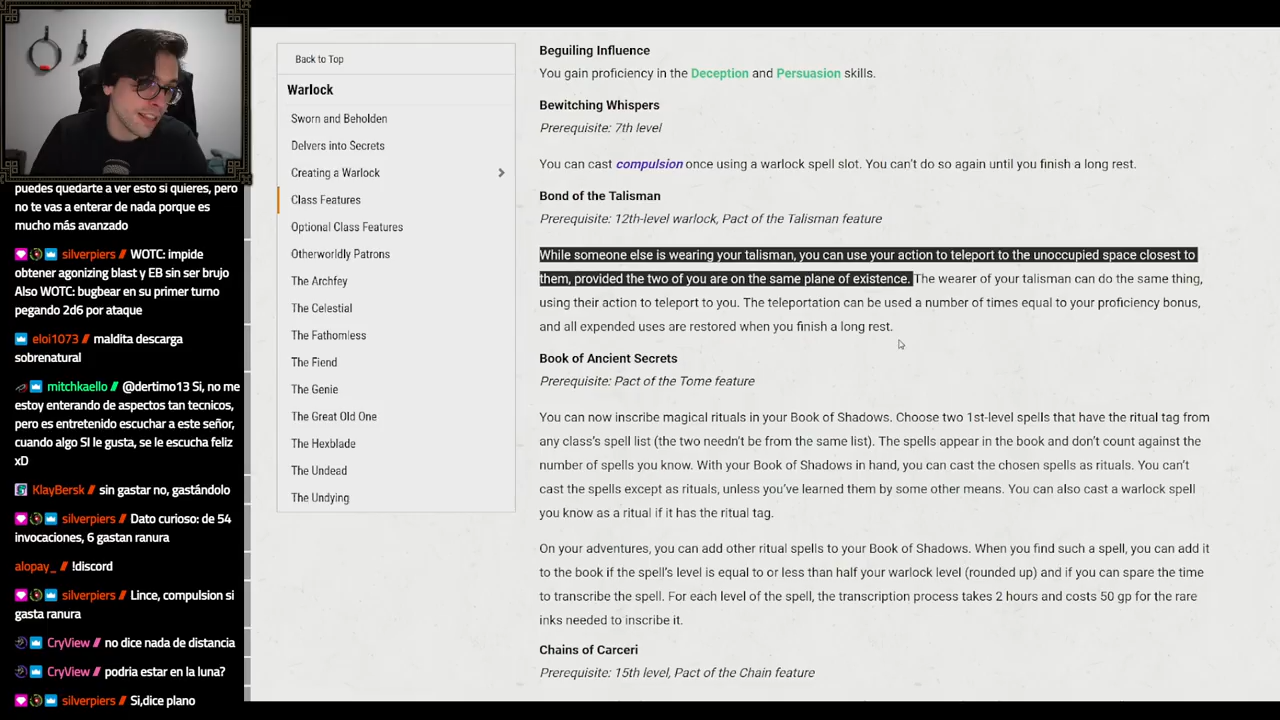 puedes quedarte a ver esto si quieres, pero
no te vas a enterar de nada porque es
mucho más avanzado
silverpiers // WOTC: impide
obtener agonizing blast y EB sin ser brujo
Also WOTC: bugbear en su primer turno
pegando 2d6 por ataque
eloi1073 // maldita descarga
sobrenatural
mitchkaello // @dertimo13 Si, no me
estoy enterando de aspectos tan tecnicos,
pero es entretenido escuchar a este señor,
cuando algo SI le gusta, se le escucha feliz
xD
KlayBersk // sin gastar no, gastándolo
silverpiers // Dato curioso: de 54
invocaciones, 6 gastan ranura
alopay_ // !discord
silverpiers // Lince, compulsion si
gasta ranura
CryView // no dice nada de distancia
CryView // podria estar en la luna?
silverpiers // Si,dice plano
Back to Top
Warlock
Sworn and Beholden
Delvers into Secrets
Creating a Warlock
Class Features
Optional Class Features
Otherworldly Patrons
The Archfey
The Celestial
The Fathomless
The Fiend
The Genie
The Great Old One
The Hexblade
The Undead
The Undying
Beguiling Influence
You gain proficiency in the Deception and Persuasion skills.
Bewitching Whispers
Prerequisite: 7th level
You can cast compulsion once using a warlock spell slot. You can't do so again until you finish a long rest.
Bond of the Talisman
Prerequisite: 12th-level warlock, Pact of the Talisman feature
While someone else is wearing your talisman, you can use your action to teleport to the unoccupied space closest to
them, provided the two of you are on the same plane of existence. The wearer of your talisman can do the same thing,
using their action to teleport to you. The teleportation can be used a number of times equal to your proficiency bonus,
and all expended uses are restored when you finish a long rest.
Book of Ancient Secrets
Prerequisite: Pact of the Tome feature
You can now inscribe magical rituals in your Book of Shadows. Choose two 1st-level spells that have the ritual tag from
any class's spell list (the two needn't be from the same list). The spells appear in the book and don't count against the
number of spells you know. With your Book of Shadows in hand, you can cast the chosen spells as rituals. You can't
cast the spells except as rituals, unless you've learned them by some other means. You can also cast a warlock spell
you know as a ritual if it has the ritual tag.
On your adventures, you can add other ritual spells to your Book of Shadows. When you find such a spell, you can add it
to the book if the spell's level is equal to or less than half your warlock level (rounded up) and if you can spare the time
to transcribe the spell. For each level of the spell, the transcription process takes 2 hours and costs 50 gp for the rare
inks needed to inscribe it.
Chains of Carceri
Prerequisite: 15th level, Pact of the Chain feature